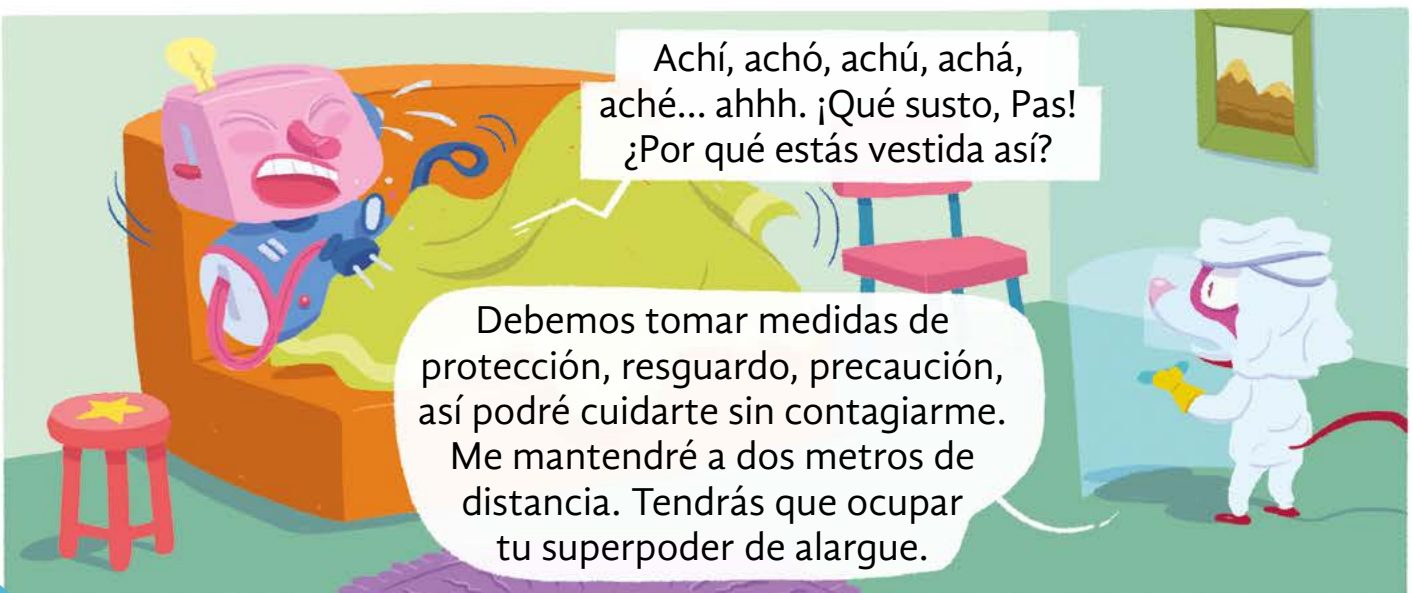 Achí, achó, achú, achá,
aché... ahhh. ¡Qué susto, Pas!
¿Por qué estás vestida así?
Debemos tomar medidas de
protección, resguardo, precaución,
así podré cuidarte sin contagiarme.
Me mantendré a dos metros de
distancia. Tendrás que ocupar
tu superpoder de alargue.